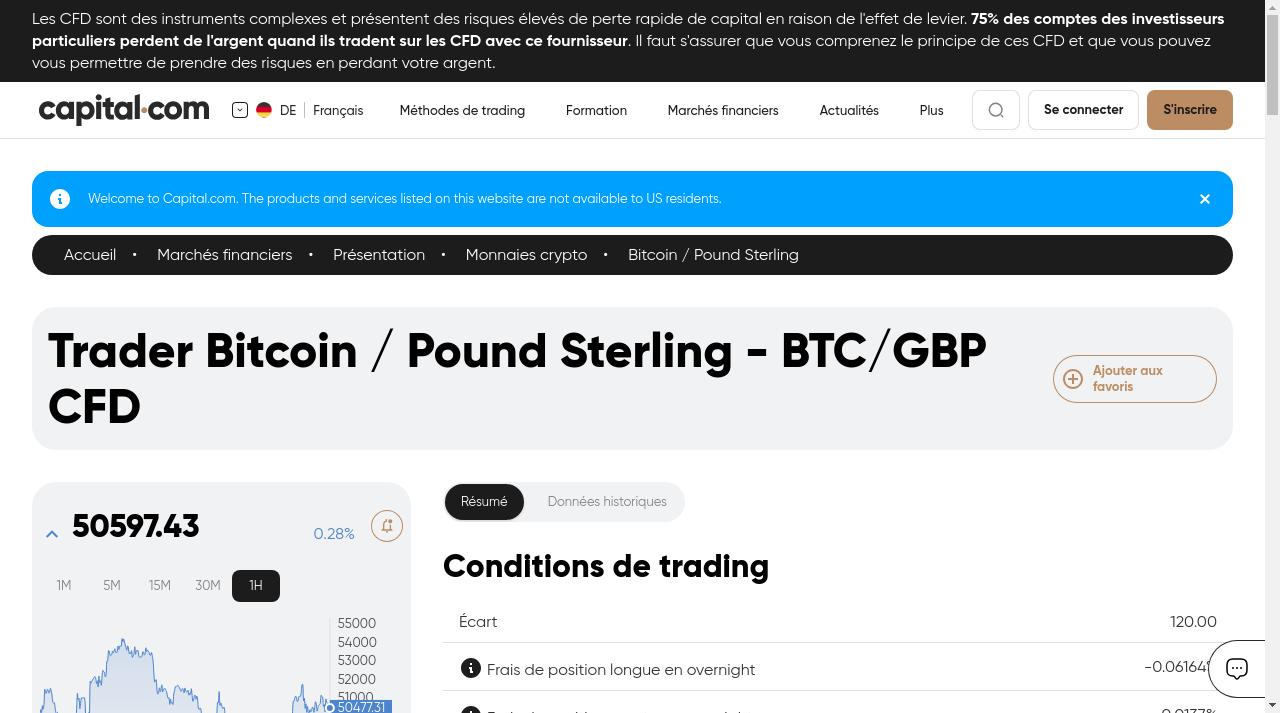 Les CFD sont des instruments complexes et présentent des risques élevés de perte rapide de capital en raison de l'effet de levier. 75% des comptes des investisseurs
particuliers perdent de l'argent quand ils tradent sur les CFD avec ce fournisseur. Il faut s'assurer que vous comprenez le principe de ces CFD et que vous pouvez
vous permettre de prendre des risques en perdant votre argent.
capital.com DE Français Méthodes de trading Formation Marchés financiers Actualités Plus Se connecter S'inscrire
Welcome to Capital.com. The products and services listed on this website are not available to US residents.
Accueil • Marchés financiers • Présentation • Monnaies crypto • Bitcoin / Pound Sterling
Trader Bitcoin / Pound Sterling - BTC/GBP
CFD
Ajouter aux
favoris
50597.43 0.28%
1M 5M 15M 30M 1H
55000
54000
53000
52000
51000
50477.31
Résumé Données historiques
Conditions de trading
Écart 120.00
Frais de position longue en overnight